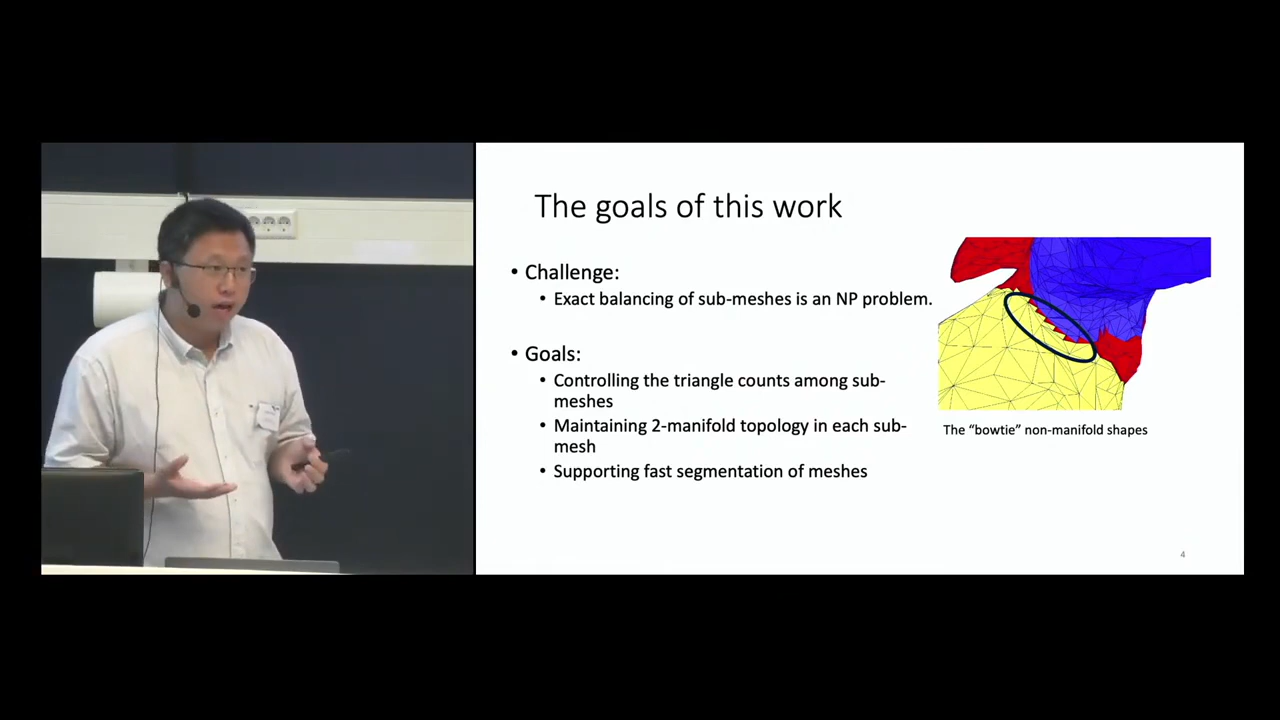 The goals of this work
• Challenge:
• Exact balancing of sub-meshes is an NP problem.
• Goals:
• Controlling the triangle counts among sub-
meshes
• Maintaining 2-manifold topology in each sub-
mesh
• Supporting fast segmentation of meshes
The “bowtie” non-manifold shapes
4